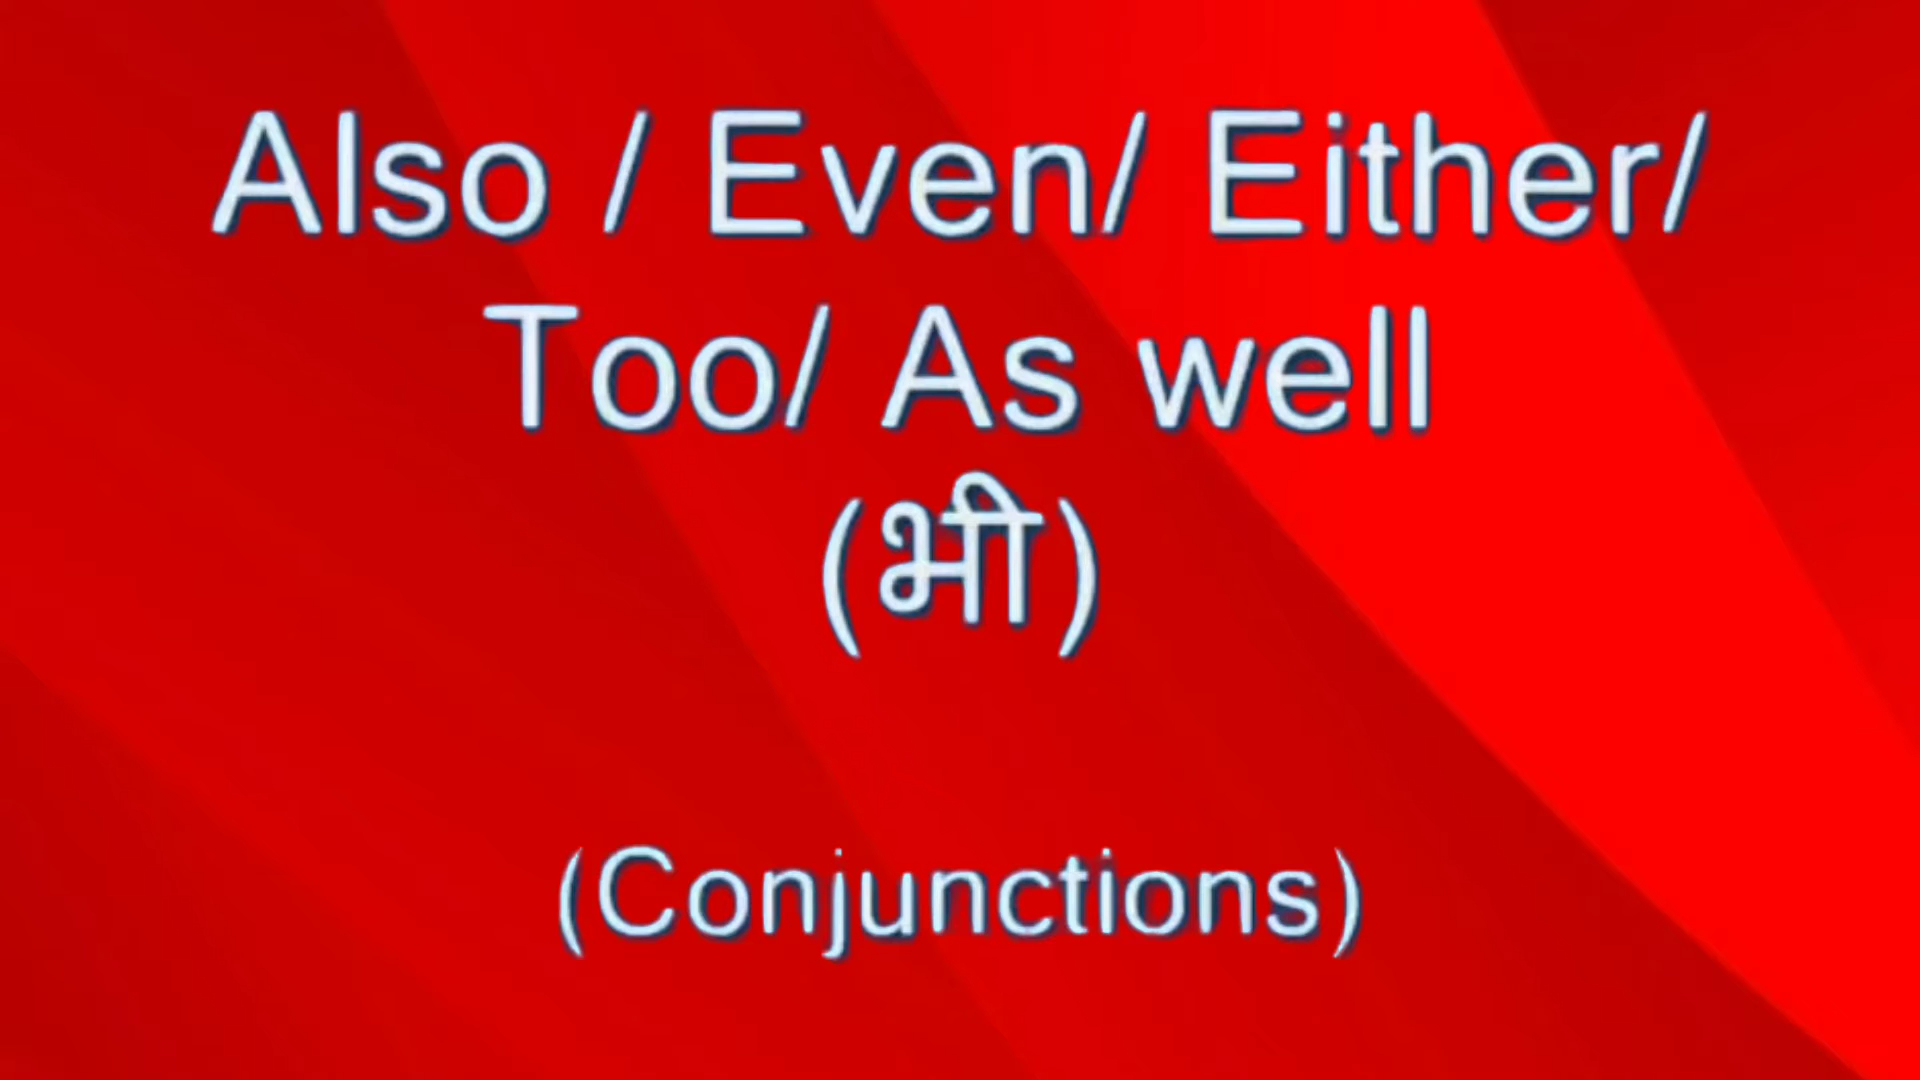 Also / Even/ Either/
Too/ As well
(भी)
(Conjunctions)